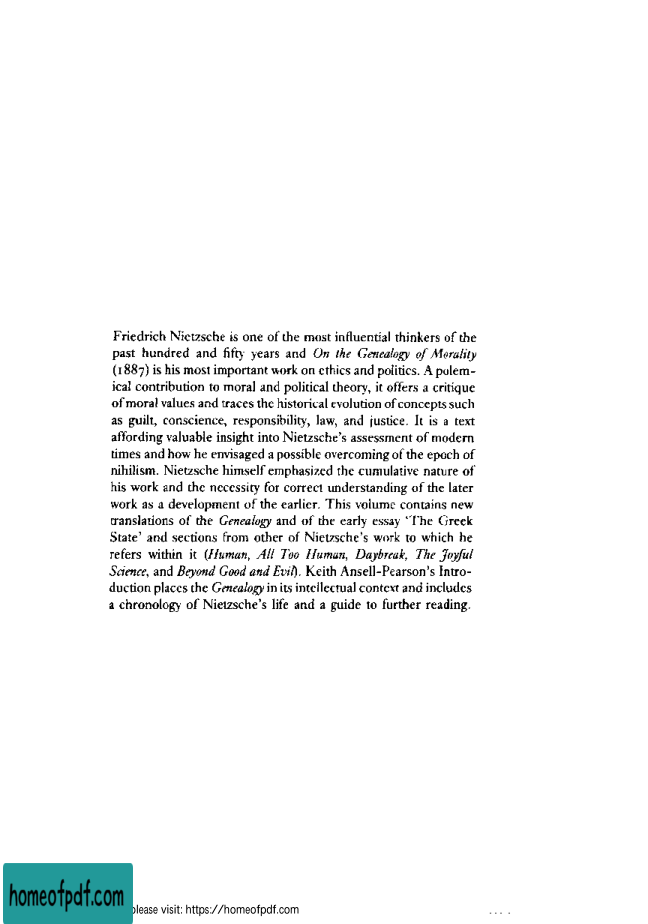 Friedrich Nietzsche is one of the most influential thinkers of the
past hundred and fifty years and On the Genealogy of Morality
(1887) is his most important work on ethics and politics. A polem-
ical contribution to moral and political theory, it offers a critique
of moral values and traces the historical evolution of concepts such
as guilt, conscience, responsibility, law, and justice. It is a text
affording valuable insight into Nietzsche's assessment of modern
times and how he envisaged a possible overcoming of the epoch of
nihilism. Nietzsche himself emphasized the cumulative nature of
his work and the necessity for correct understanding of the later
work as a development of the earlier. This volume contains new
translations of the Genealogy and of the early essay 'The Greek
State' and sections from other of Nietzsche's work to which he
refers within it (Human, All Too Human, Daybreak, The Joyful
Science, and Beyond Good and Evil). Keith Ansell-Pearson's Intro-
duction places the Genealogy in its intellectual context and includes
a chronology of Nietzsche's life and a guide to further reading.
homeofpdf.com
please visit: https://homeofpdf.com